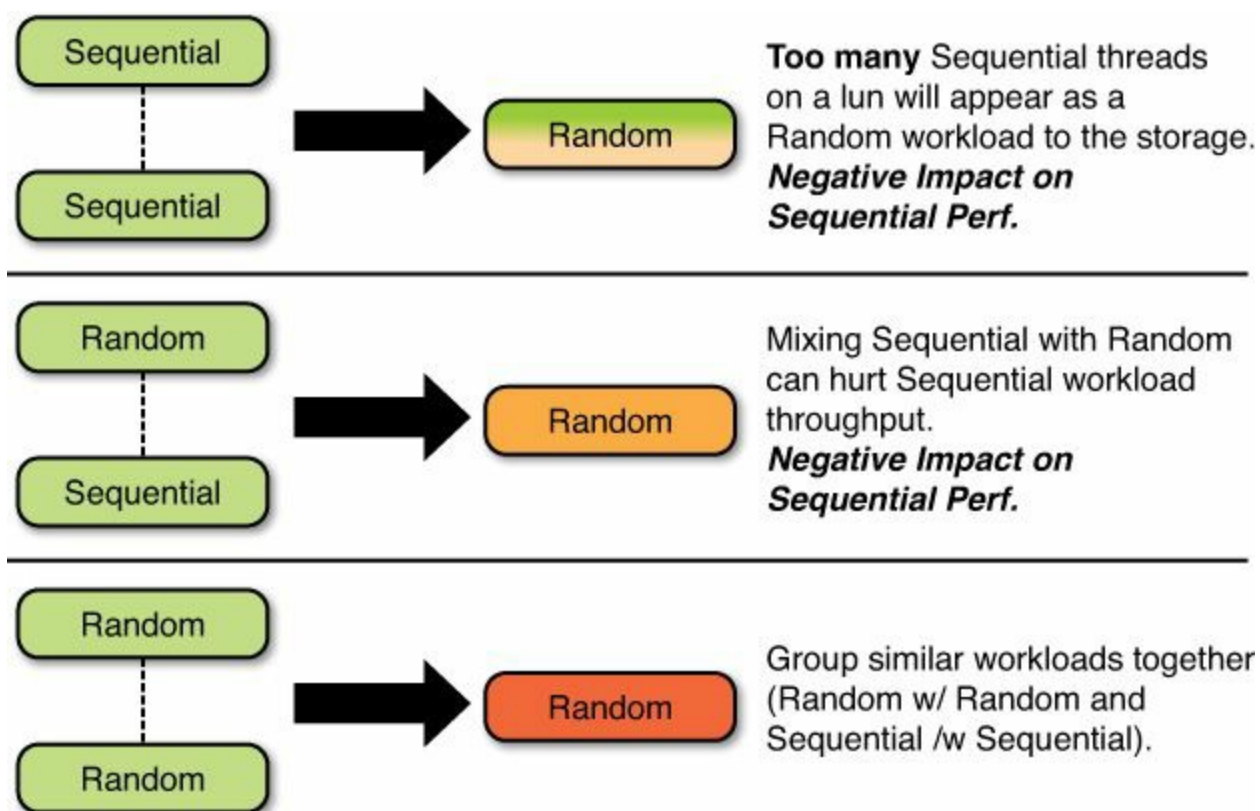 Sequential
Sequential
Random
Too many Sequential threads
on a lun will appear as a
Random workload to the storage.
Negative Impact on
Sequential Perf.
Random
Sequential
Random
Mixing Sequential with Random
can hurt Sequential workload
throughput.
Negative Impact on
Sequential Perf.
Random
Random
Random
Group similar workloads together
(Random w/ Random and
Sequential /w Sequential).